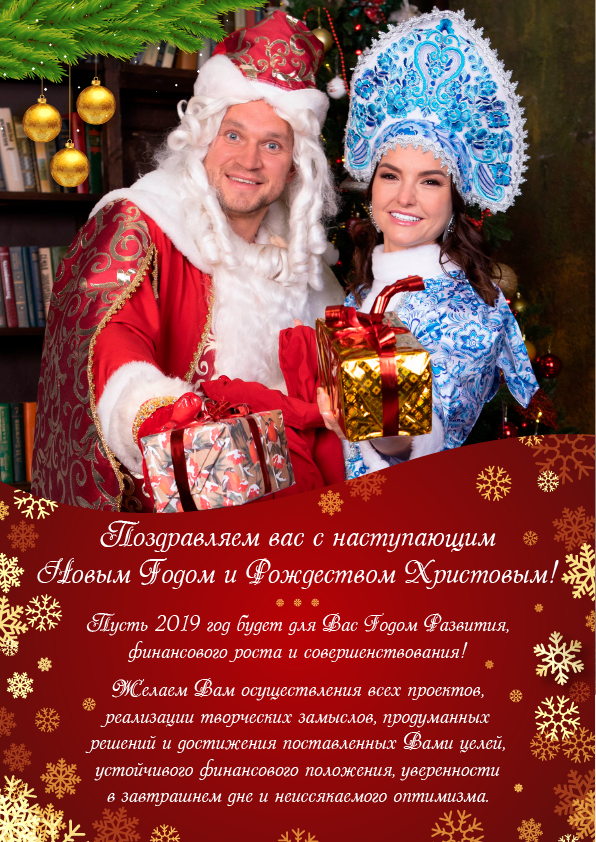 Поздравляем вас с наступающим
Новым Годом и Рождеством Христовым!
Пусть 2019 год будет для Вас Годом Развития,
финансового роста и совершенствования!
Желаем Вам осуществления всех проектов,
реализации творческих замыслов, продуманных
решений и достижения поставленных Вами целей,
устойчивого финансового положения, уверенности
в завтрашнем дне и неиссякаемого оптимизма.